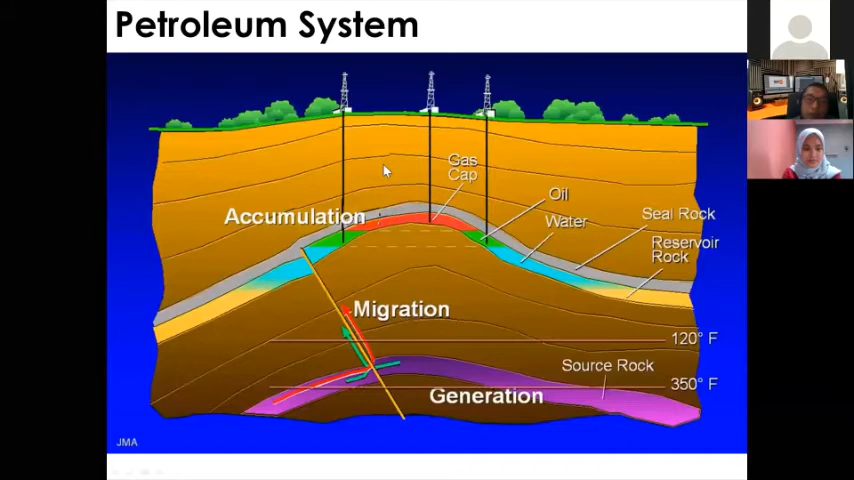 Petroleum System
Gas
Cap
Oil
Accumulation
Water
Seal Rock
Reservoir
Rock
Migration
120° F
Source Rock
350° F
Generation
JMA